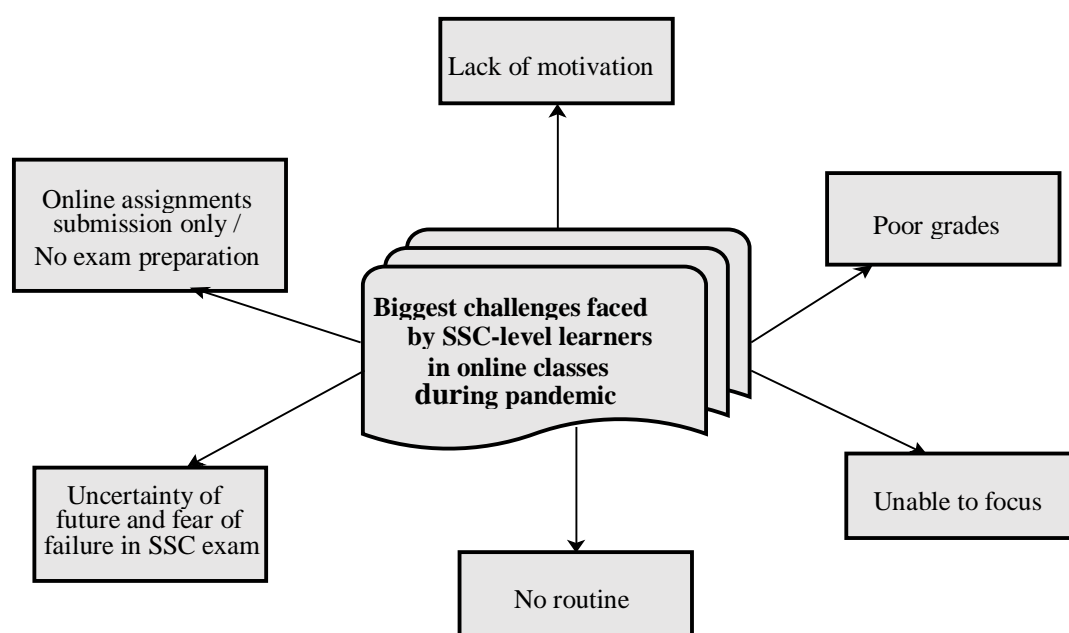 Lack of motivation
Online assignments
submission only /
No exam preparation
Poor grades
Biggest challenges faced
by SSC-level learners
in online classes
during pandemic
Uncertainty of
future and fear of
failure in SSC exam
Unable to focus
No routine